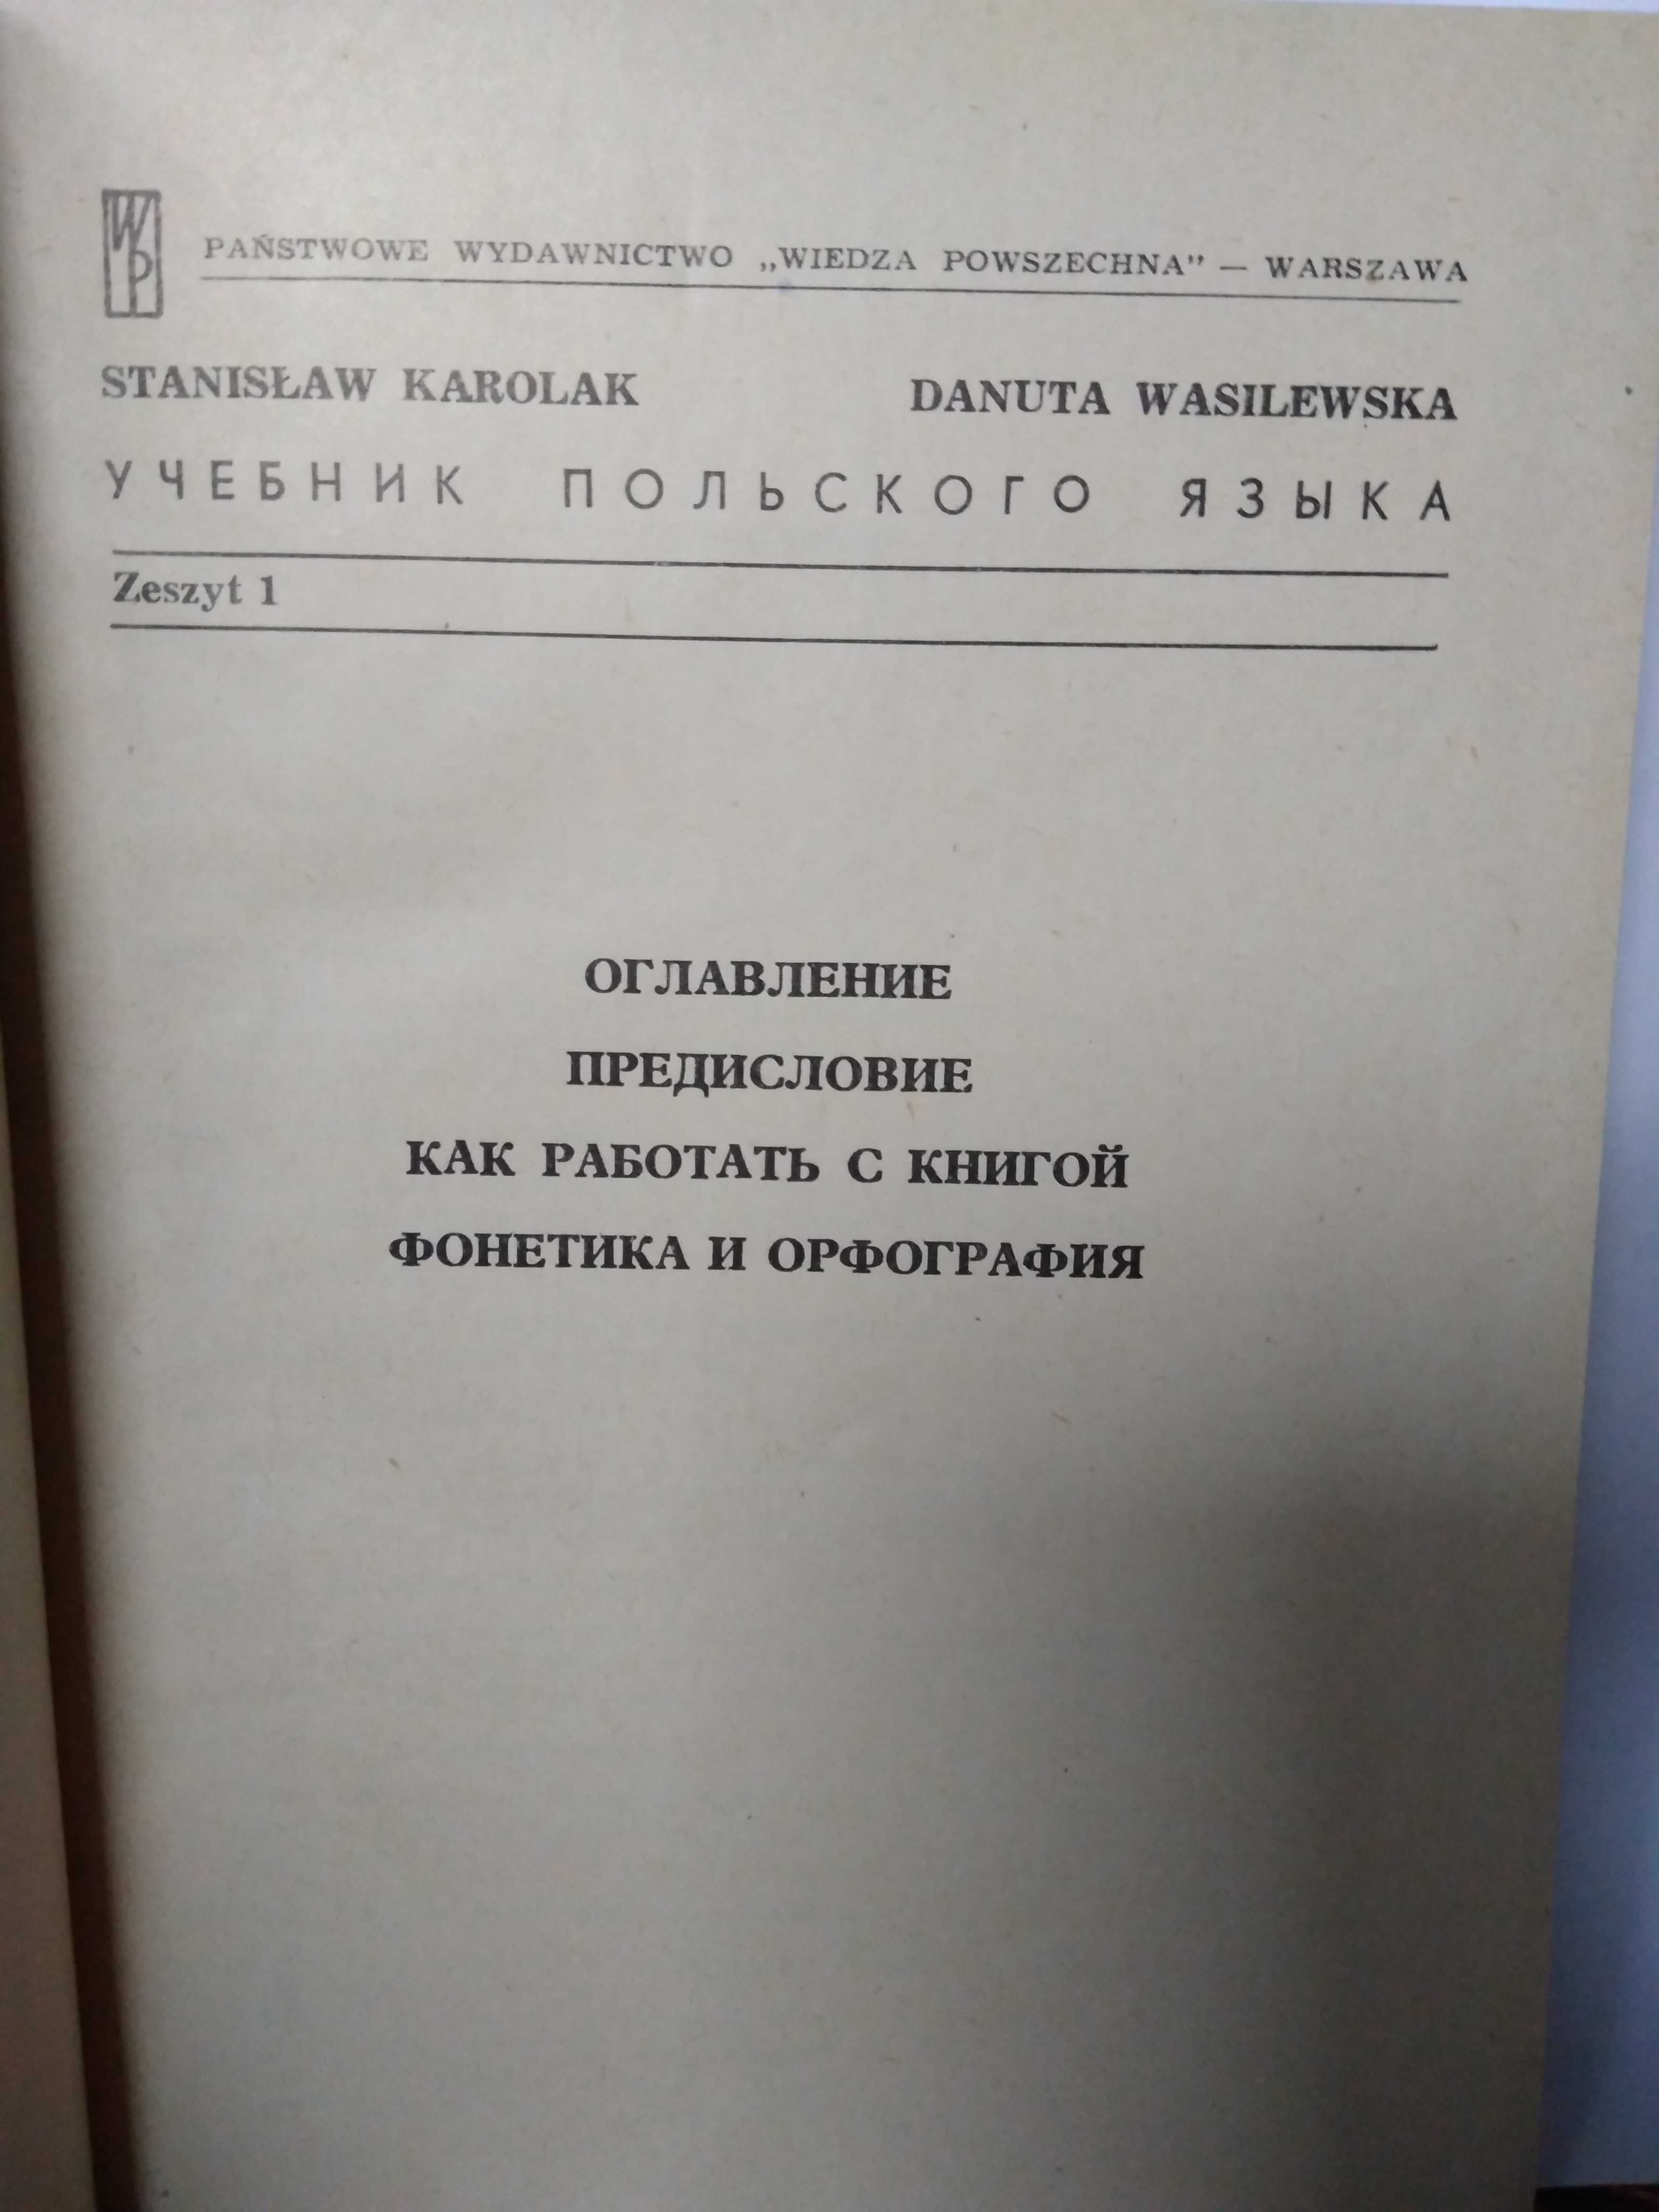 WP
PAŃSTWOWE WYDAWNICTWO „WIEDZA POWSZECHNA” — WARSZAWA
STANISŁAW KAROLAK DANUTA WASILEWSKA
УЧЕБНИК ПОЛЬСКОГО ЯЗЫКА
Zeszyt 1
ОГЛАВЛЕНИЕ
ПРЕДИСЛОВИЕ
КАК РАБОТАТЬ С КНИГОЙ
ФОНЕТИКА И ОРФОГРАФИЯ